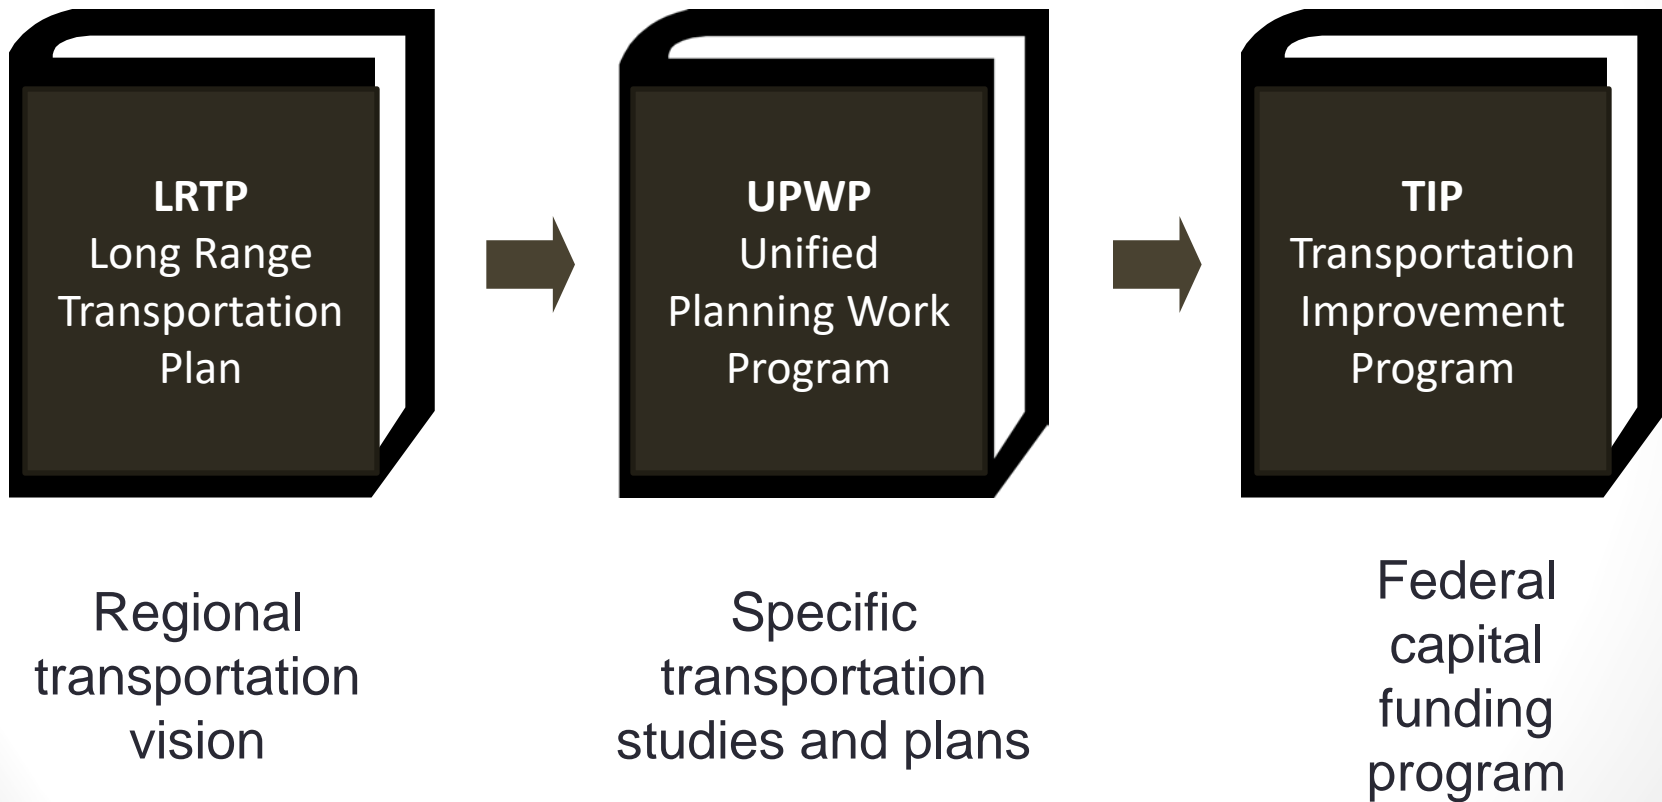 LRTP
Long Range
Transportation
Plan
UPWP
Unified
Planning Work
Program
TIP
Transportation
Improvement
Program
Regional
transportation
vision
Specific
transportation
studies and plans
Federal
capital
funding
program